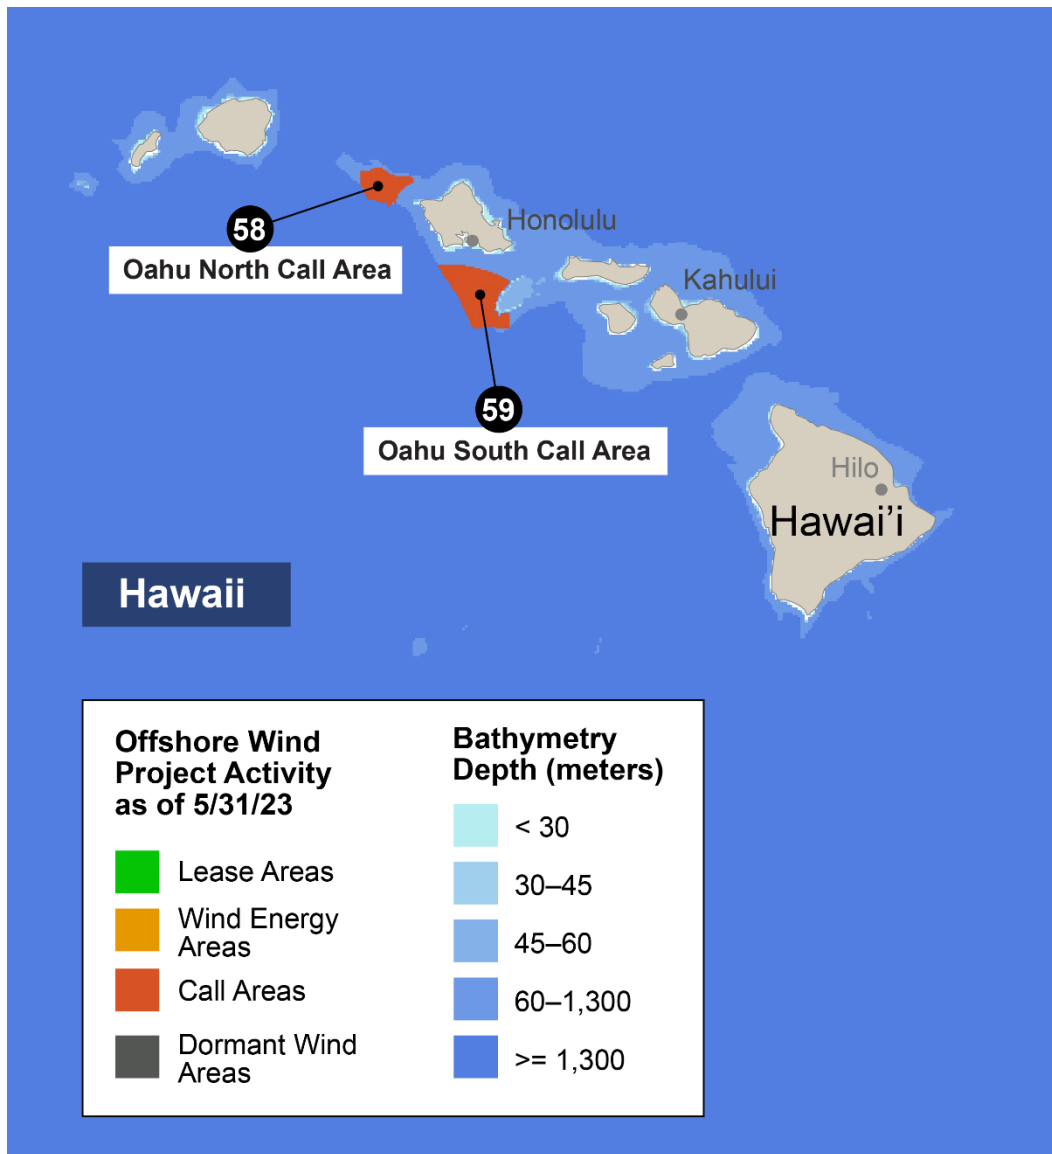 Honolulu
58
Oahu North Call Area
Kahului
59
Oahu South Call Area
Hilo
Hawai’i
Hawaii
Offshore Wind
Project Activity
as of 5/31/23
Lease Areas
Wind Energy
Areas
Call Areas
Dormant Wind
Areas
Bathymetry
Depth (meters)
< 30
30–45
45–60
60–1,300
>= 1,300